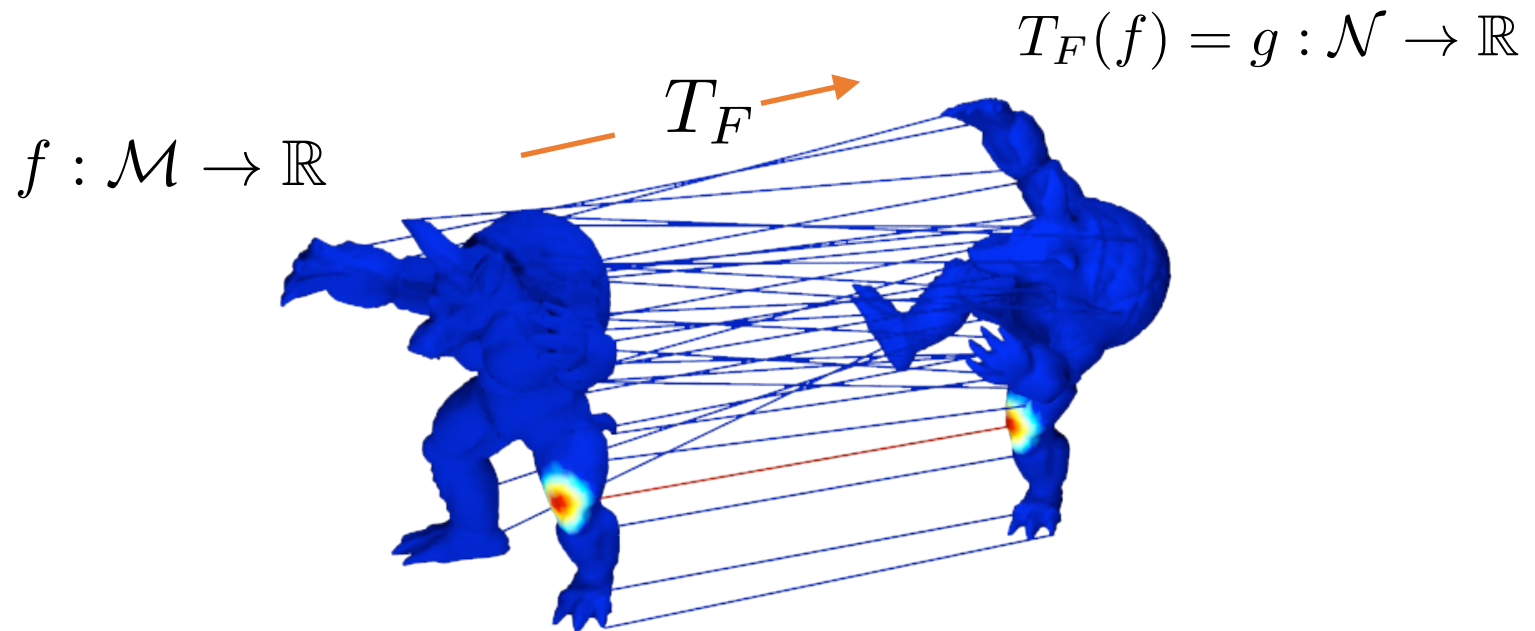 T_F(f) = g : 𝒩 → ℝ
T_F
f : ℳ → ℝ